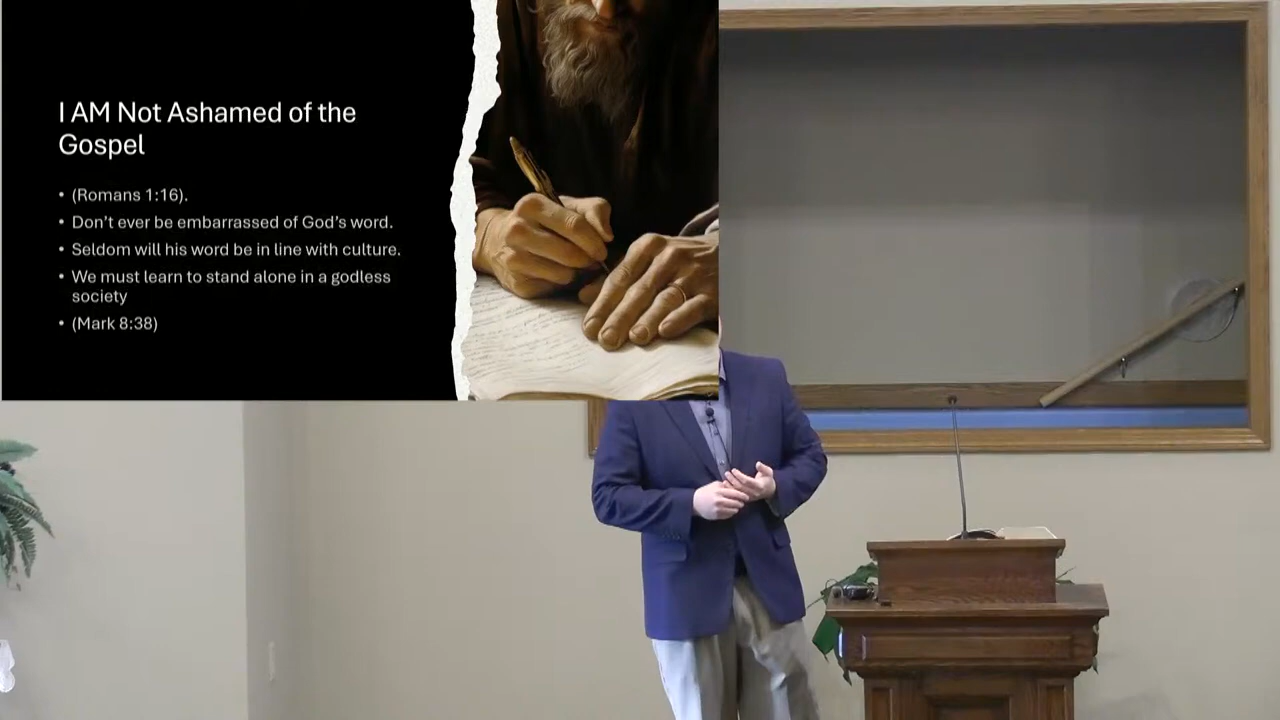 I AM Not Ashamed of the
Gospel
• (Romans 1:16).
• Don't ever be embarrassed of God's word.
• Seldom will his word be in line with culture.
• We must learn to stand alone in a godless
society
• (Mark 8:38)